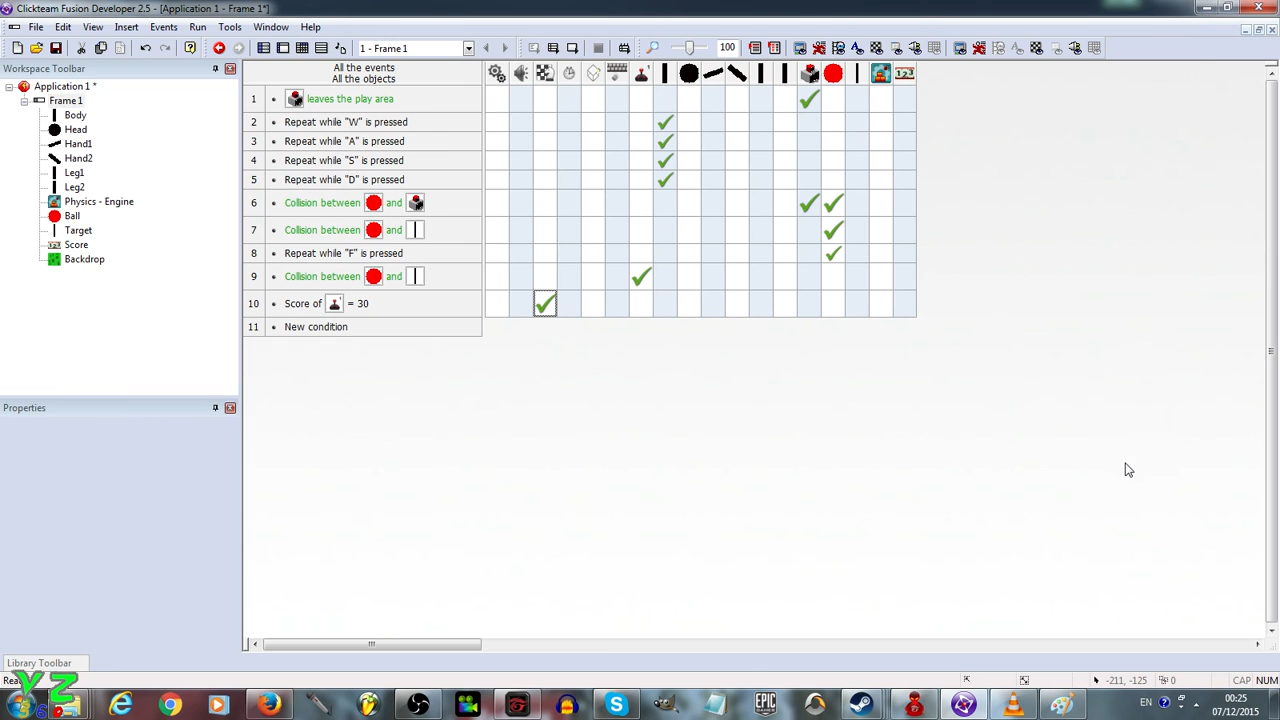 Clickteam Fusion Developer 2.5 - [Application 1 - Frame 1*]
File Edit View Insert Events Run Tools Window Help
1 - Frame 1
100
Workspace Toolbar
Application 1 *
Frame 1
Body
Head
Hand1
Hand2
Leg1
Leg2
Physics - Engine
Ball
Target
Score
Backdrop
Properties
Library Toolbar
All the events
All the objects
1 leaves the play area
2 Repeat while "W" is pressed
3 Repeat while "A" is pressed
4 Repeat while "S" is pressed
5 Repeat while "D" is pressed
6 Collision between and
7 Collision between and
8 Repeat while "F" is pressed
9 Collision between and
10 Score of = 30
11 New condition
-211, -125 0 CAP NUM
YZ
EPIC
GAMES
EN
00:25
07/12/2015